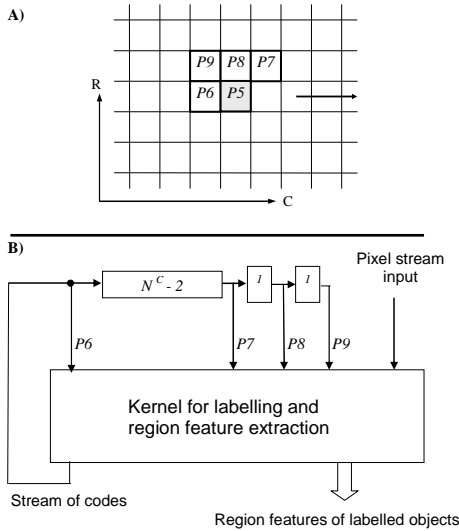 A)
P9 P8 P7
R
P6 P5
C
B)
Pixel stream
input
N^C - 2 1 1
P6 P7 P8 P9
Kernel for labelling and
region feature extraction
Stream of codes
Region features of labelled objects